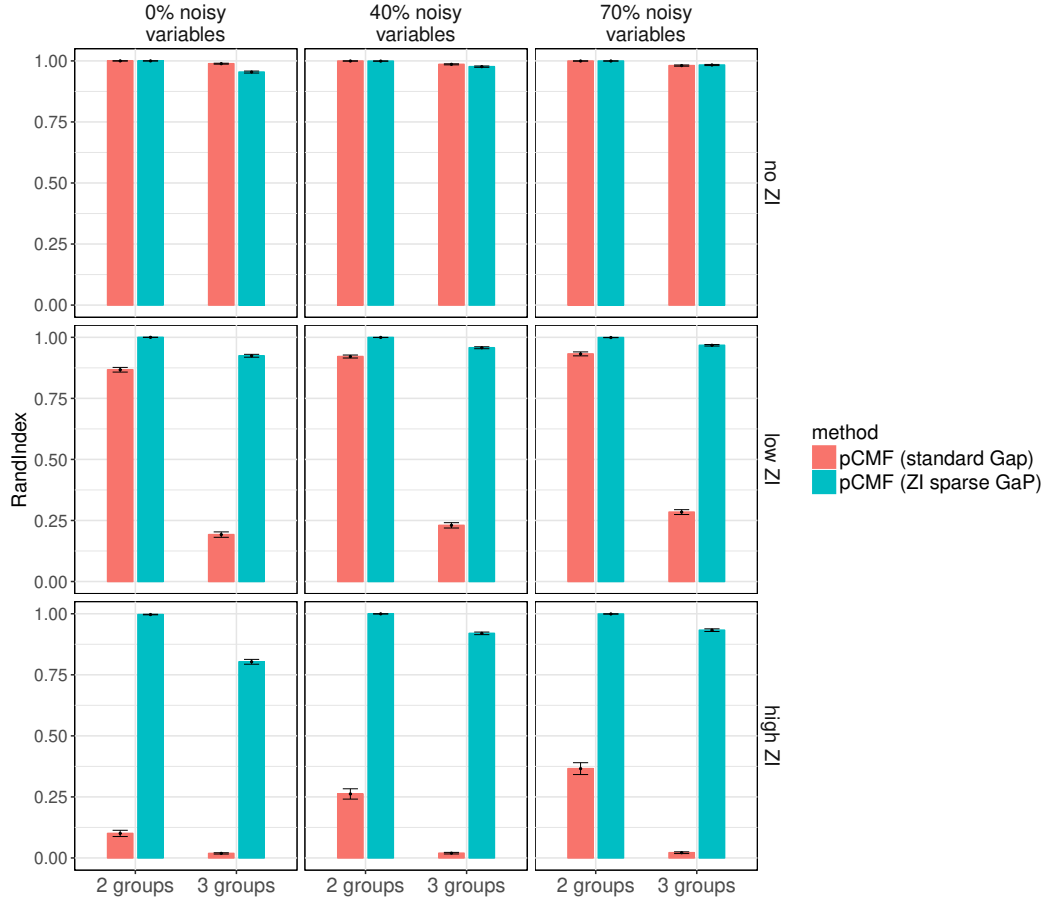 0% noisy
variables
40% noisy
variables
70% noisy
variables
1.00
0.75
0.50
0.25
0.00
no ZI
1.00
0.75
0.50
0.25
0.00
low ZI
1.00
0.75
0.50
0.25
0.00
high ZI
RandIndex
2 groups 3 groups
2 groups 3 groups
2 groups 3 groups
method
pCMF (standard Gap)
pCMF (ZI sparse GaP)